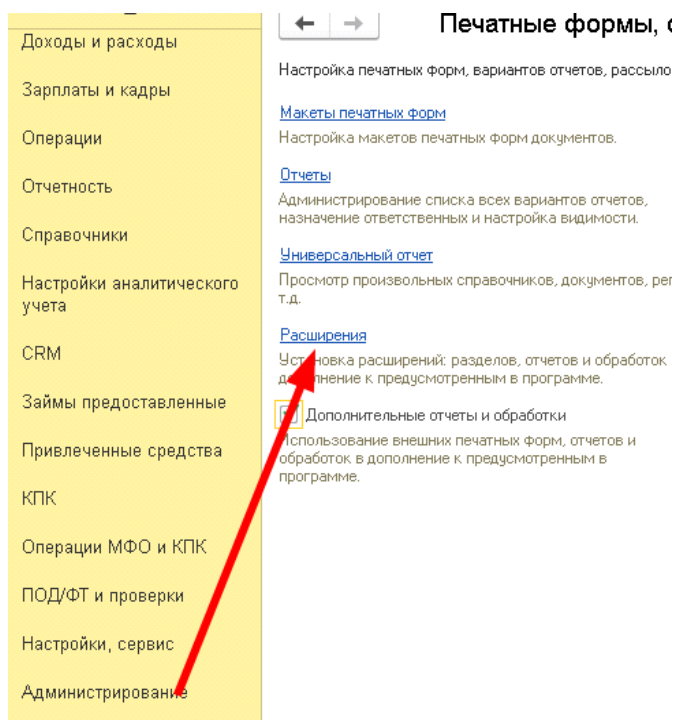 Доходы и расходы
Зарплаты и кадры
Операции
Отчетность
Справочники
Настройки аналитического
учета
CRM
Займы предоставленные
Привлеченные средства
КПК
Операции МФО и КПК
ПОД/ФТ и проверки
Настройки, сервис
Администрирование
Печатные формы,
Настройка печатных форм, вариантов отчетов, рассыло
Макеты печатных форм
Настройка макетов печатных форм документов.
Отчеты
Администрирование списка всех вариантов отчетов,
назначение ответственных и настройка видимости.
Универсальный отчет
Просмотр произвольных справочников, документов, рег
т.д.
Расширения
Установка расширений: разделов, отчетов и обработок
дополнение к предусмотренным в программе.
Дополнительные отчеты и обработки
Использование внешних печатных форм, отчетов и
обработок в дополнение к предусмотренным в
программе.